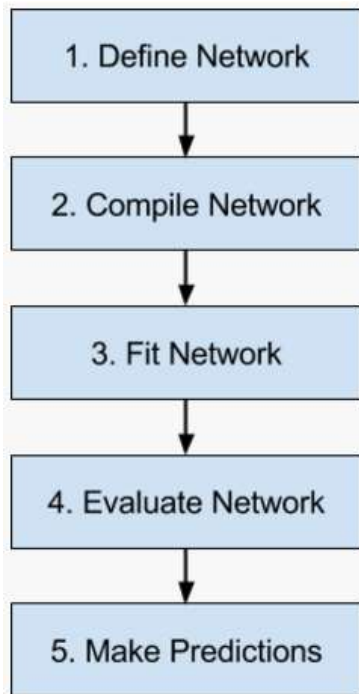 1. Define Network
2. Compile Network
3. Fit Network
4. Evaluate Network
5. Make Predictions